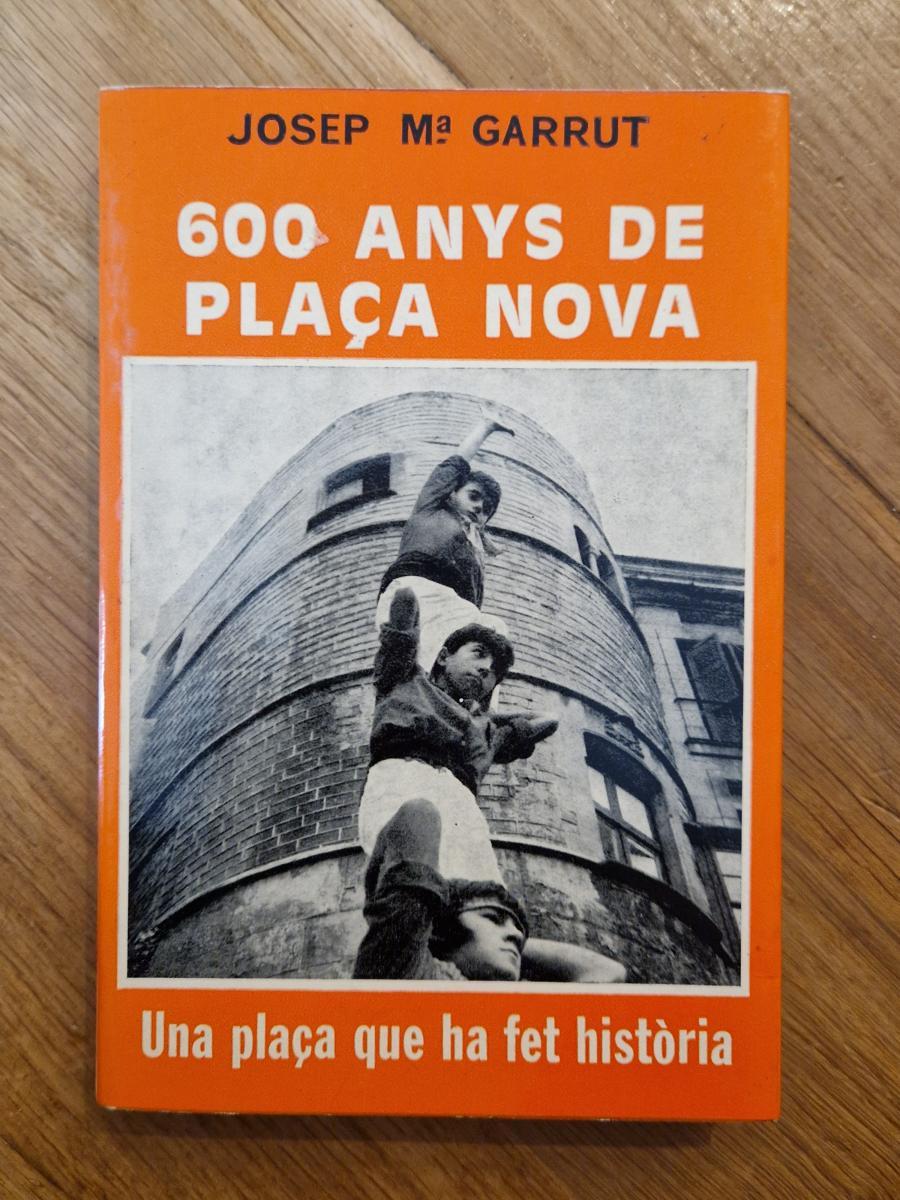 JOSEP Mª GARRUT
600 ANYS DE
PLAÇA NOVA
Una plaça que ha fet història